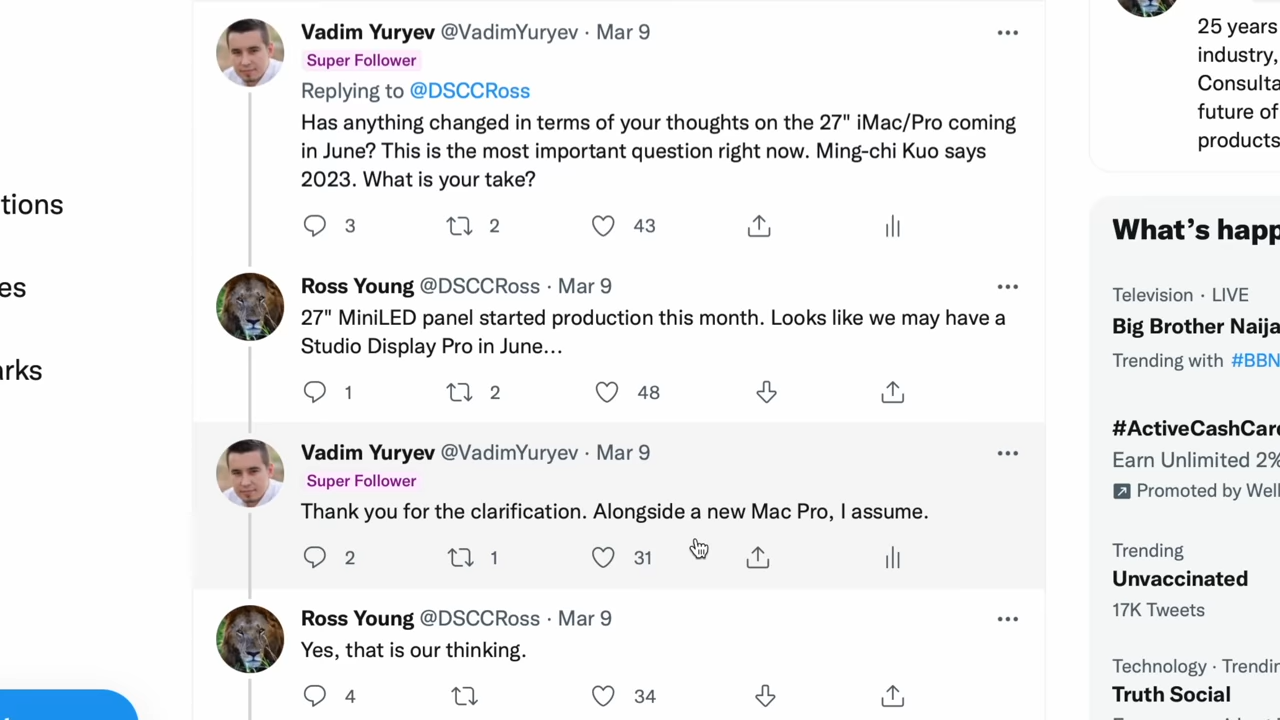 Vadim Yuryev @VadimYuryev · Mar 9
Super Follower
Replying to @DSCCRoss
Has anything changed in terms of your thoughts on the 27" iMac/Pro coming
in June? This is the most important question right now. Ming-chi Kuo says
2023. What is your take?
3 2 43
Ross Young @DSCCRoss · Mar 9
27" MiniLED panel started production this month. Looks like we may have a
Studio Display Pro in June...
1 2 48
Vadim Yuryev @VadimYuryev · Mar 9
Super Follower
Thank you for the clarification. Alongside a new Mac Pro, I assume.
2 1 31
Ross Young @DSCCRoss · Mar 9
Yes, that is our thinking.
4 34
tions
es
arks
25 years
industry,
Consulta
future of
products
What's happ
Television · LIVE
Big Brother Naija
Trending with #BBN
#ActiveCashCard
Earn Unlimited 2%
Promoted by Well
Trending
Unvaccinated
17K Tweets
Technology · Trendin
Truth Social